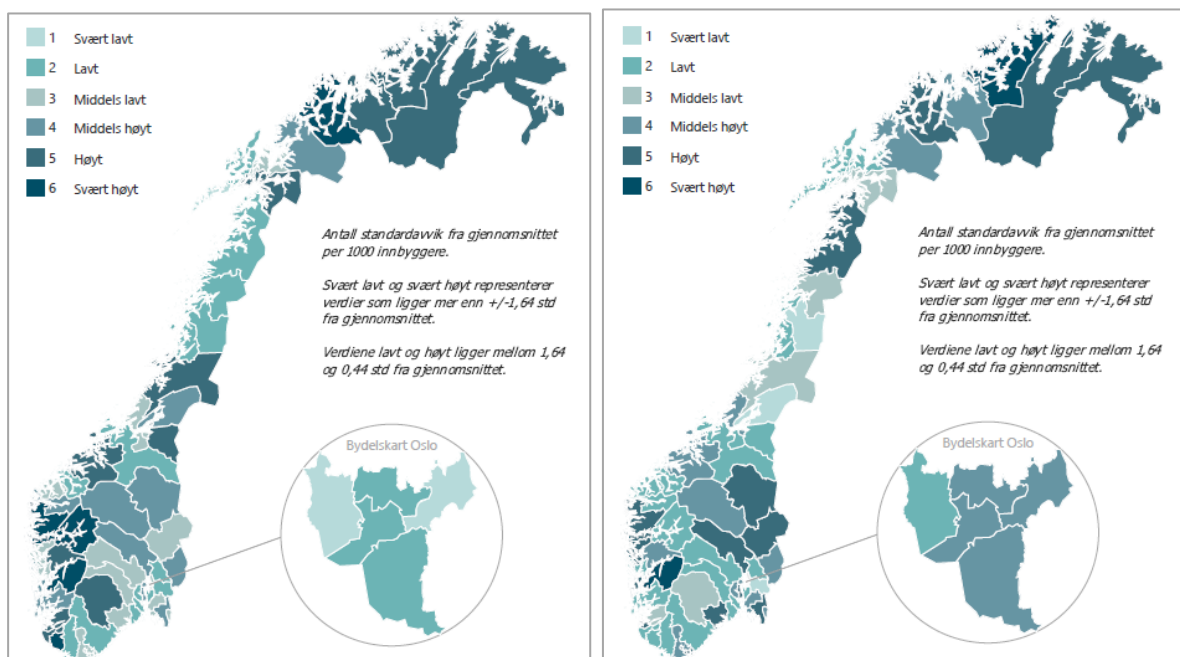 1 Svært lavt
2 Lavt
3 Middels lavt
4 Middels høyt
5 Høyt
6 Svært høyt
Antall standardavvik fra gjennomsnittet
per 1000 innbyggere.
Svært lavt og svært høyt representerer
verdier som ligger mer enn +/-1,64 std
fra gjennomsnittet.
Verdiene lavt og høyt ligger mellom 1,64
og 0,44 std fra gjennomsnittet.
Bydelskart Oslo
1 Svært lavt
2 Lavt
3 Middels lavt
4 Middels høyt
5 Høyt
6 Svært høyt
Antall standardavvik fra gjennomsnittet
per 1000 innbyggere.
Svært lavt og svært høyt representerer
verdier som ligger mer enn +/-1,64 std
fra gjennomsnittet.
Verdiene lavt og høyt ligger mellom 1,64
og 0,44 std fra gjennomsnittet.
Bydelskart Oslo